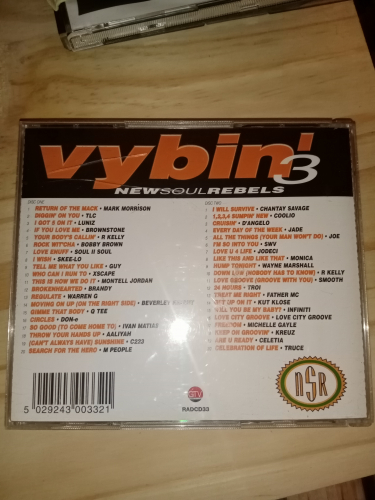 vybin' 3
NEWSOULREBELS
DISC ONE
RETURN OF THE MACK • MARK MORRISON
DIGGIN' ON YOU • TLC
I GOT 5 ON IT • LUNIZ
IF YOU LOVE ME • BROWNSTONE
YOUR BODY'S CALLIN' • R KELLY
ROCK WIT'CHA • BOBBY BROWN
LOVE ENUFF • SOUL II SOUL
I WISH • SKEE-LO
TELL ME WHAT YOU LIKE • GUY
WHO CAN I RUN TO • XSCAPE
THIS IS HOW WE DO IT • MONTELL JORDAN
BROKENHEARTED • BRANDY
REGULATE • WARREN G
MOVING ON UP (ON THE RIGHT SIDE) • BEVERLEY
GIMME THAT BODY • Q TEE
CIRCLES • DON-e
SO GOOD (TO COME HOME TO) • IVAN MATIAS
THROW YOUR HANDS UP • AALIYAH
(CAN'T ALWAYS HAVE) SUNSHINE • C233
SEARCH FOR THE HERO • M PEOPLE
DISC TWO
I WILL SURVIVE • CHANTAY SAVAGE
1,2,3,4 SUMPIN' NEW • COOLIO
CRUISIN' • D'ANGELO
EVERY DAY OF THE WEEK • JADE
ALL THE THINGS (YOUR MAN WON'T DO) • JOE
I'M SO INTO YOU • SWV
LOVE U 4 LIFE • JODECI
LIKE THIS AND LIKE THAT • MONICA
HUMP TONIGHT • WAYNE MARSHALL
DOWN LOW (NOBODY HAS TO KNOW) • R KELLY
LOVE GROOVE (GROOVE WITH YOU) • SMOOTH
24 HOURS • TROI
TREAT ME RIGHT • FATHER MC
GET UP ON IT • KUT KLOSE
WILL YOU BE MY BABY? • INFINITI
LOVE CITY GROOVE • LOVE CITY GROOVE
FREEDOM • MICHELLE GAYLE
KEEP ON GROOVIN' • KREUZ
ARE U READY • CELETIA
CELEBRATION OF LIFE • TRUCE
5 029243 003321
RADCD33
NSR